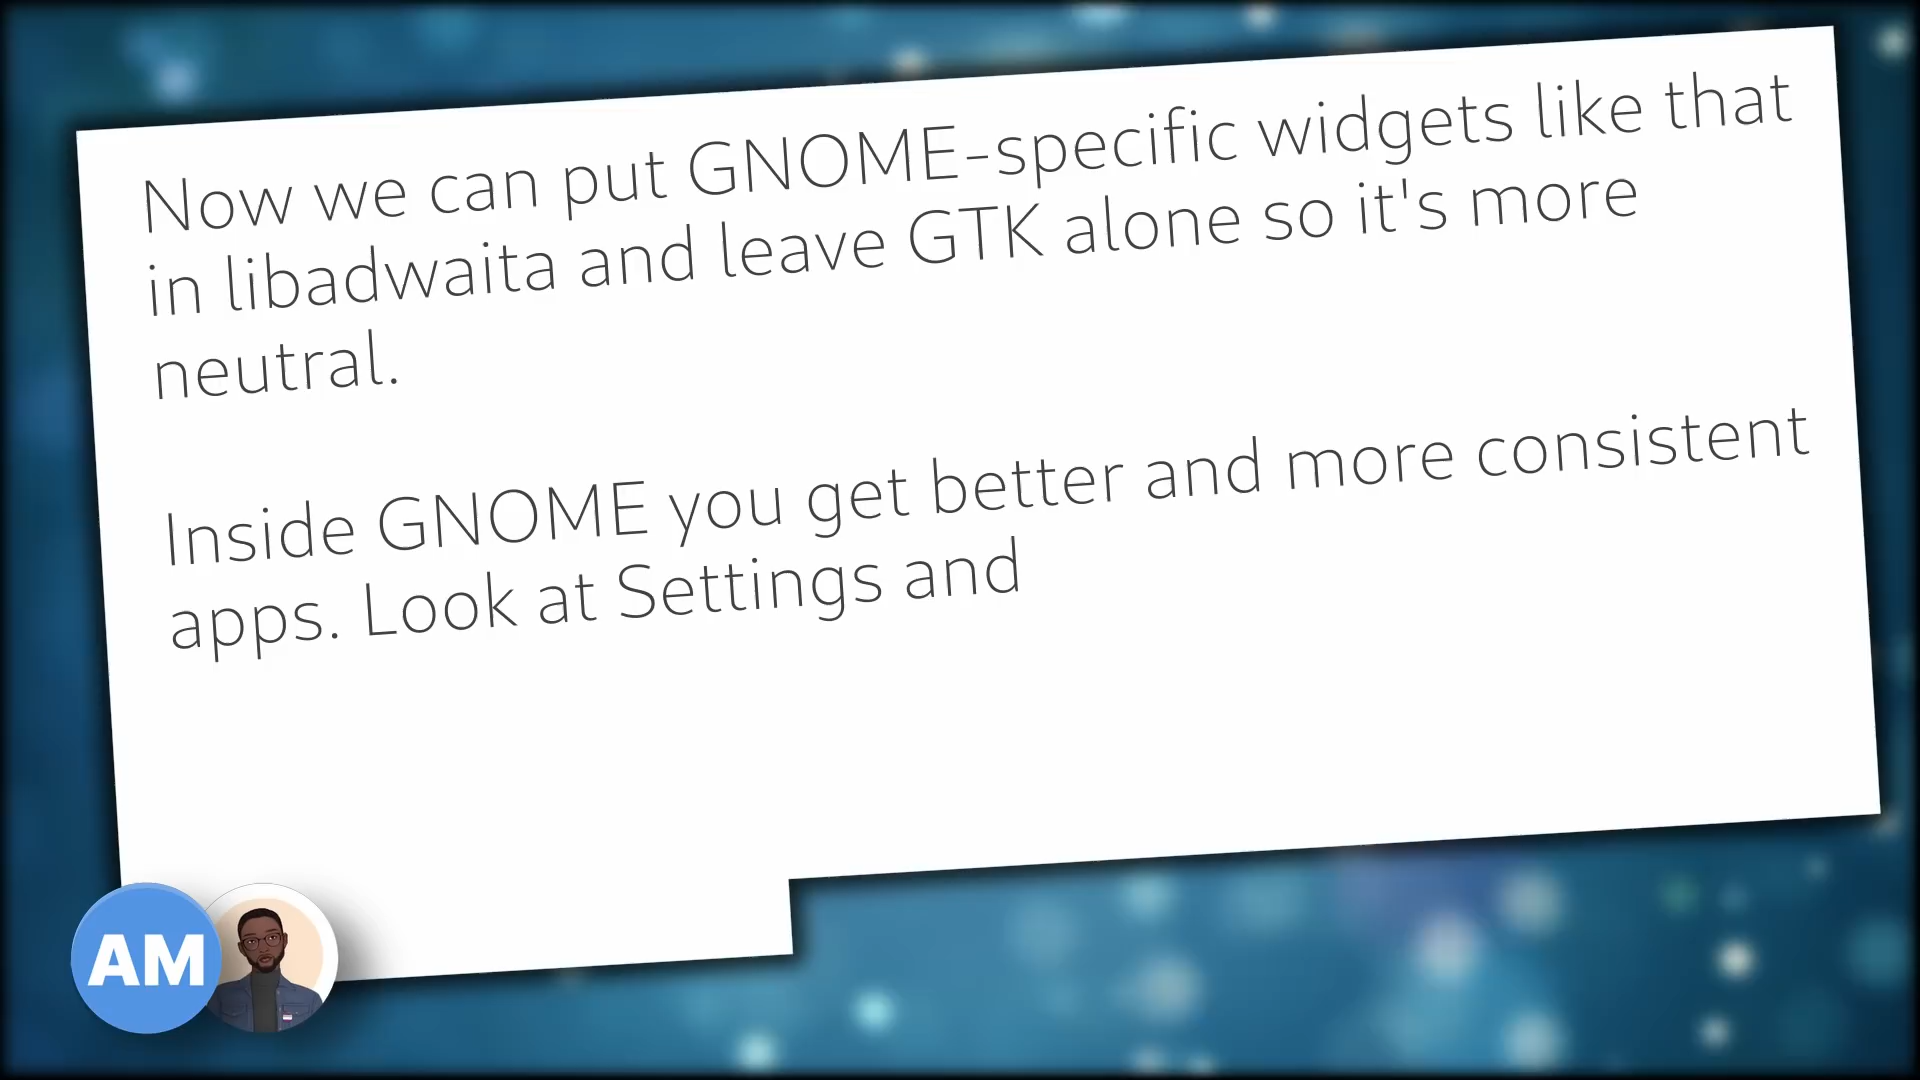 Now we can put GNOME-specific widgets like that
in libadwaita and leave GTK alone so it's more
neutral.
Inside GNOME you get better and more consistent
apps. Look at Settings and
AM